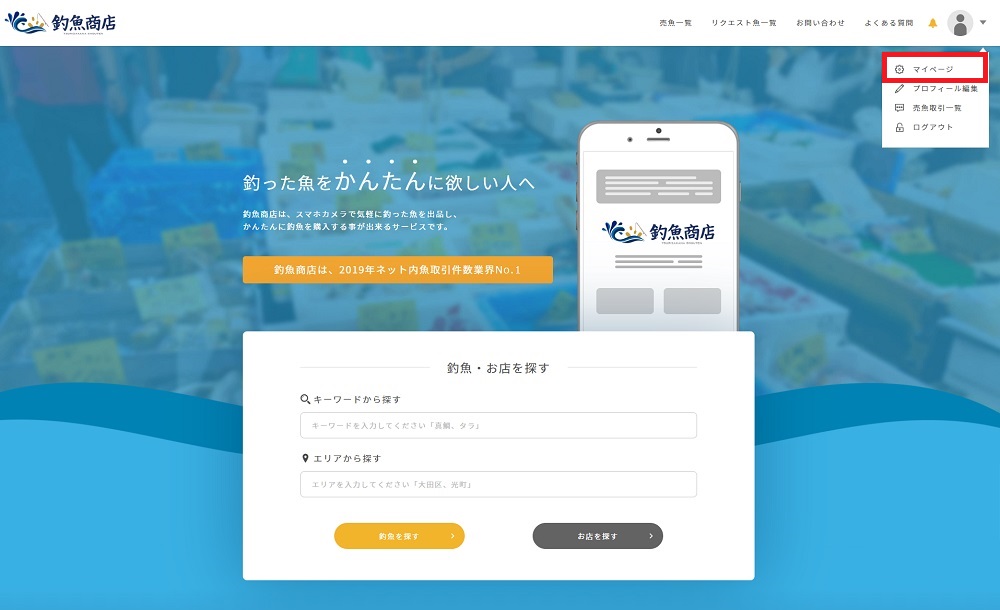 釣魚商店
売魚一覧 リクエスト魚一覧 お問い合わせ よくある質問
マイページ
プロフィール編集
売魚取引一覧
ログアウト
釣った魚をかんたんに欲しい人へ
釣魚商店は、スマホカメラで気軽に釣った魚を出品し、
かんたんに釣魚を購入する事が出来るサービスです。
釣魚商店は、2019年ネット内魚取引件数業界No.1
釣魚商店
釣魚・お店を探す
キーワードから探す
キーワードを入力してください「真鯛、タラ」
エリアから探す
エリアを入力してください「大田区、光町」
釣魚を探す
お店を探す